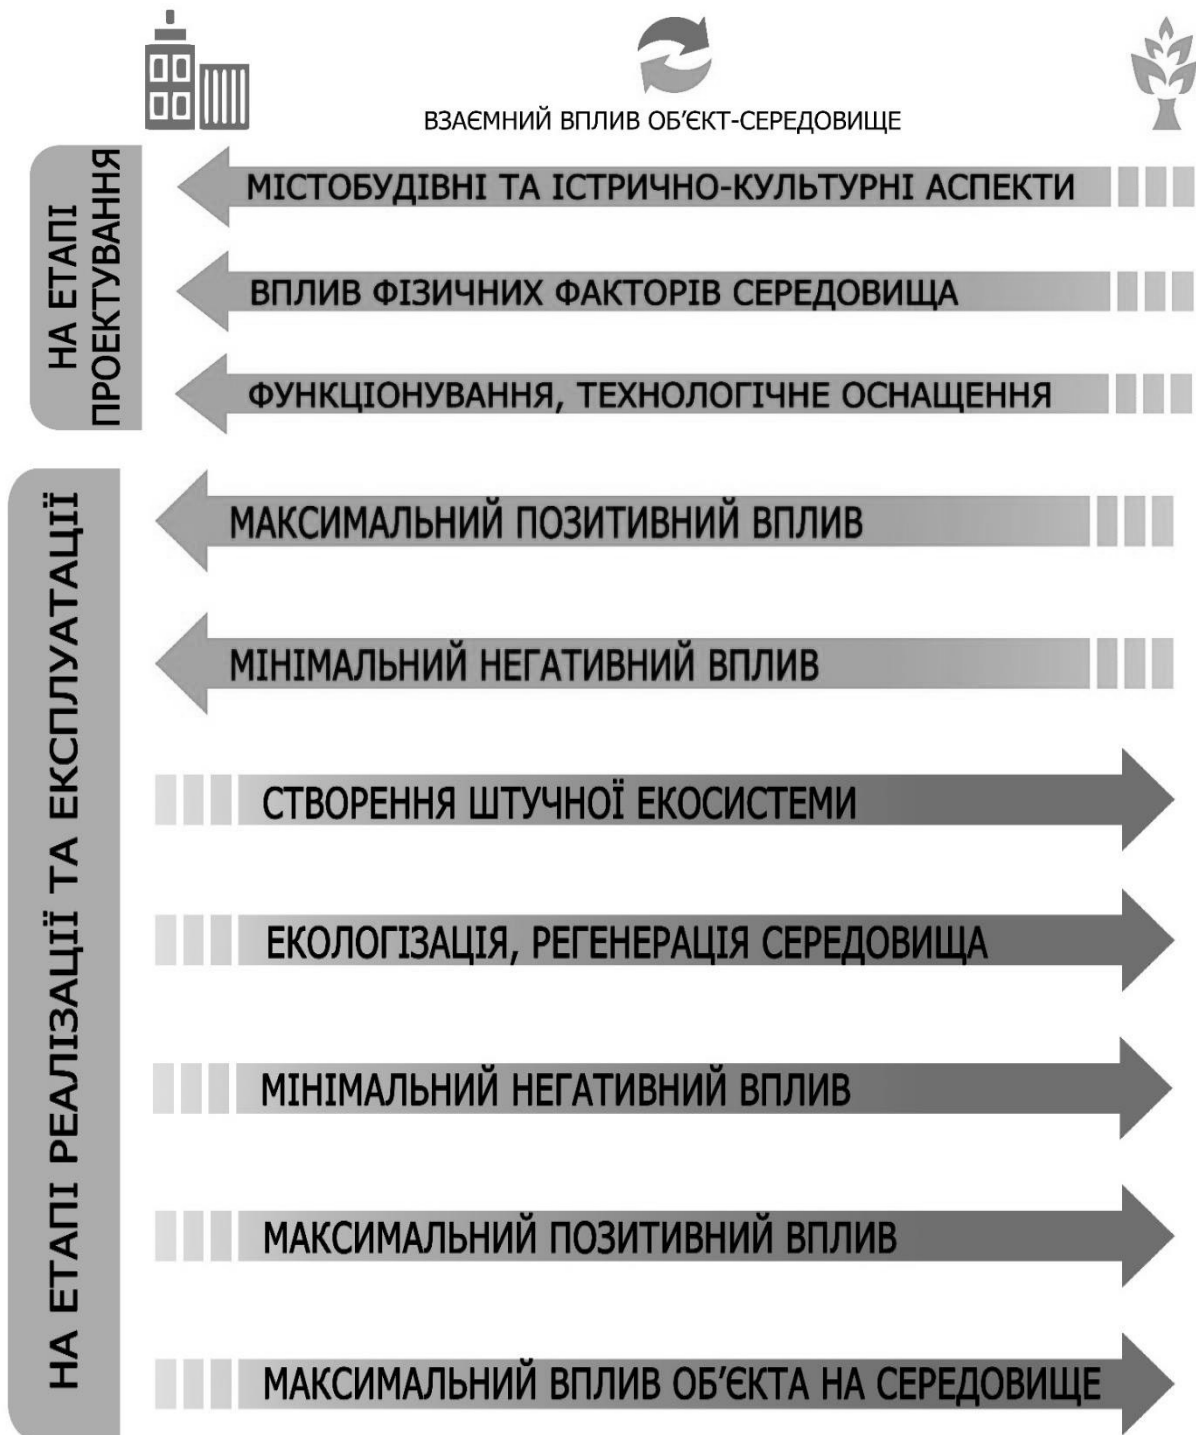 ВЗАЄМНИЙ ВПЛИВ ОБ’ЄКТ-СЕРЕДОВИЩЕ
НА ЕТАПІ
ПРОЕКТУВАННЯ
МІСТОБУДІВНІ ТА ІСТРИЧНО-КУЛЬТУРНІ АСПЕКТИ
ВПЛИВ ФІЗИЧНИХ ФАКТОРІВ СЕРЕДОВИЩА
ФУНКЦІОНУВАННЯ, ТЕХНОЛОГІЧНЕ ОСНАЩЕННЯ
НА ЕТАПІ РЕАЛІЗАЦІЇ ТА ЕКСПЛУАТАЦІЇ
МАКСИМАЛЬНИЙ ПОЗИТИВНИЙ ВПЛИВ
МІНІМАЛЬНИЙ НЕГАТИВНИЙ ВПЛИВ
СТВОРЕННЯ ШТУЧНОЇ ЕКОСИСТЕМИ
ЕКОЛОГІЗАЦІЯ, РЕГЕНЕРАЦІЯ СЕРЕДОВИЩА
МІНІМАЛЬНИЙ НЕГАТИВНИЙ ВПЛИВ
МАКСИМАЛЬНИЙ ПОЗИТИВНИЙ ВПЛИВ
МАКСИМАЛЬНИЙ ВПЛИВ ОБ’ЄКТА НА СЕРЕДОВИЩЕ